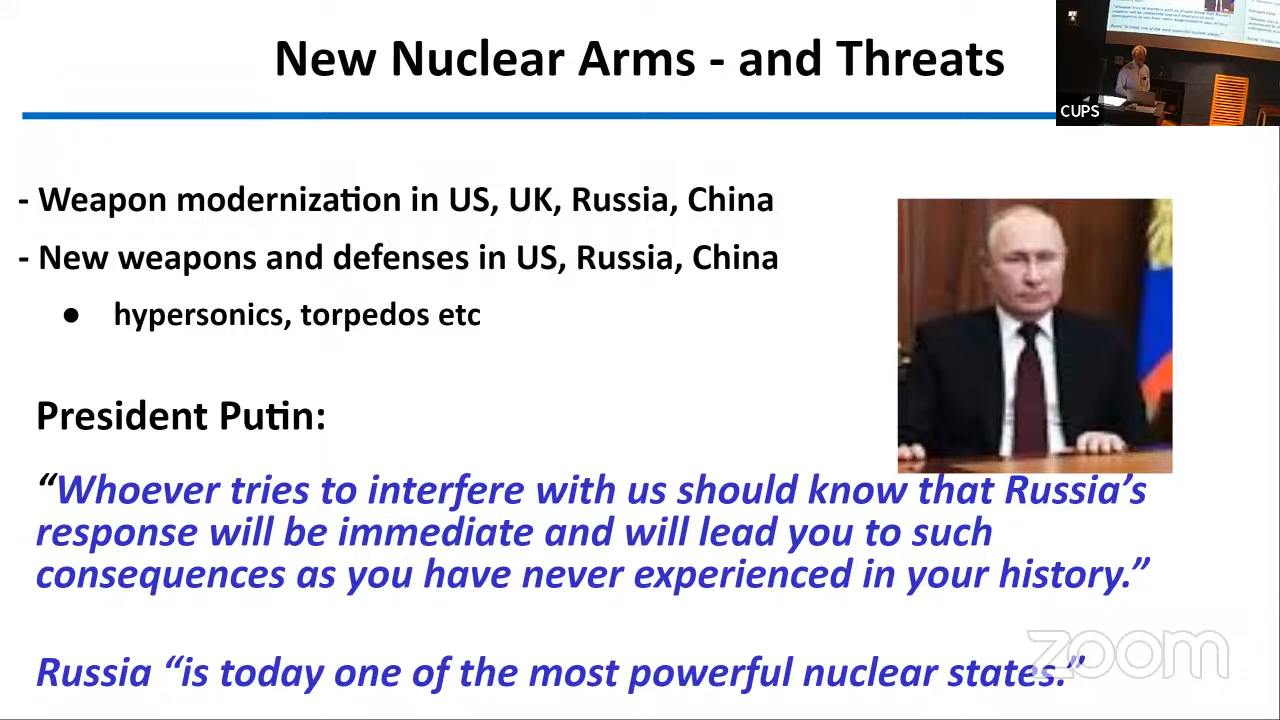 New Nuclear Arms - and Threats
CUPS
- Weapon modernization in US, UK, Russia, China
- New weapons and defenses in US, Russia, China
● hypersonics, torpedos etc
President Putin:
“Whoever tries to interfere with us should know that Russia’s
response will be immediate and will lead you to such
consequences as you have never experienced in your history.”
Russia “is today one of the most powerful nuclear states.”
zoom